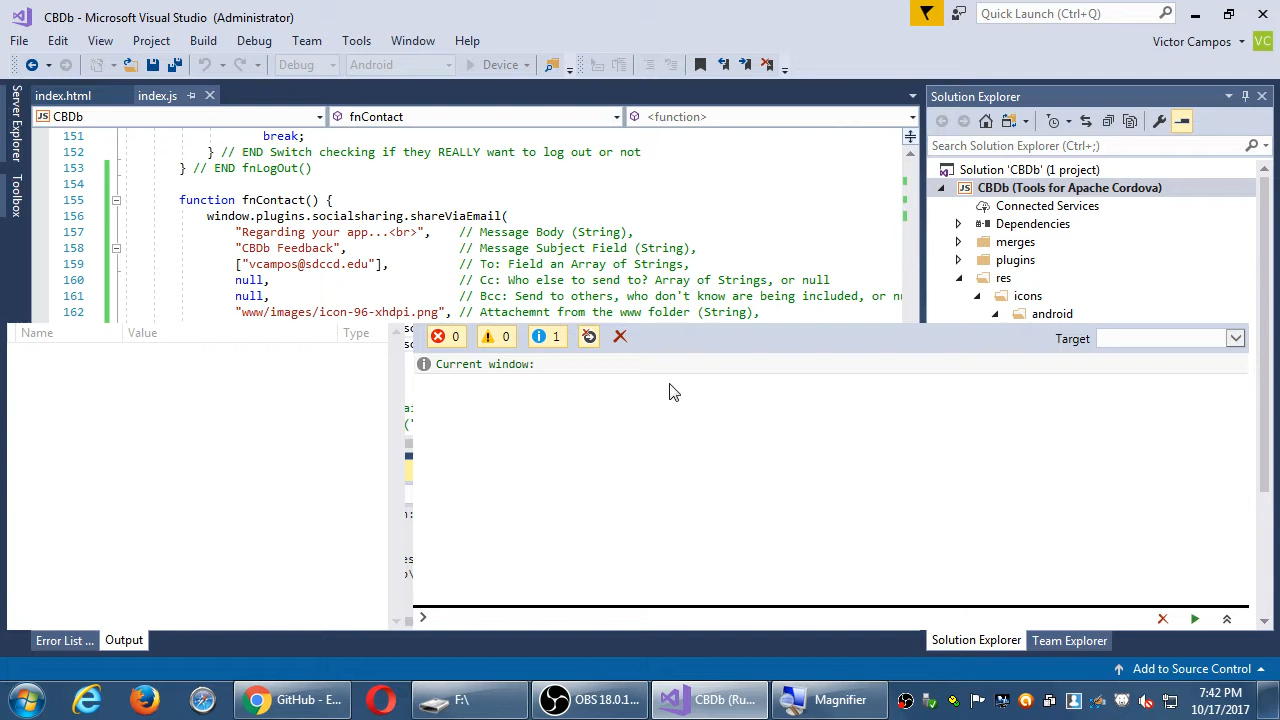 CBDb - Microsoft Visual Studio (Administrator)
Quick Launch (Ctrl+Q)
File Edit View Project Build Debug Team Tools Window Help
Victor Campos VC
Debug Android Device
Server Explorer
Toolbox
index.html index.js
CBDb fnContact <function>
151 break;
152 } // END Switch checking if they REALLY want to log out or not
153 } // END fnLogOut()
154
155 function fnContact() {
156 window.plugins.socialsharing.shareViaEmail(
157 "Regarding your app...<br>", // Message Body (String),
158 "CBDb Feedback", // Message Subject Field (String),
159 ["vcampos@sdccd.edu"], // To: Field an Array of Strings,
160 null, // Cc: Who else to send to? Array of Strings, or null
161 null, // Bcc: Send to others, who don't know are being included, or nu
162 "www/images/icon-96-xhdpi.png", // Attachemnt from the www folder (String),
Solution Explorer
Search Solution Explorer (Ctrl+;)
Solution 'CBDb' (1 project)
CBDb (Tools for Apache Cordova)
Connected Services
Dependencies
merges
plugins
res
icons
android
Name Value Type
0 0 1
Target
Current window:
Error List ... Output
Solution Explorer Team Explorer
Add to Source Control
GitHub - E...
F:\
OBS 18.0.1...
CBDb (Ru...
Magnifier
7:42 PM
10/17/2017